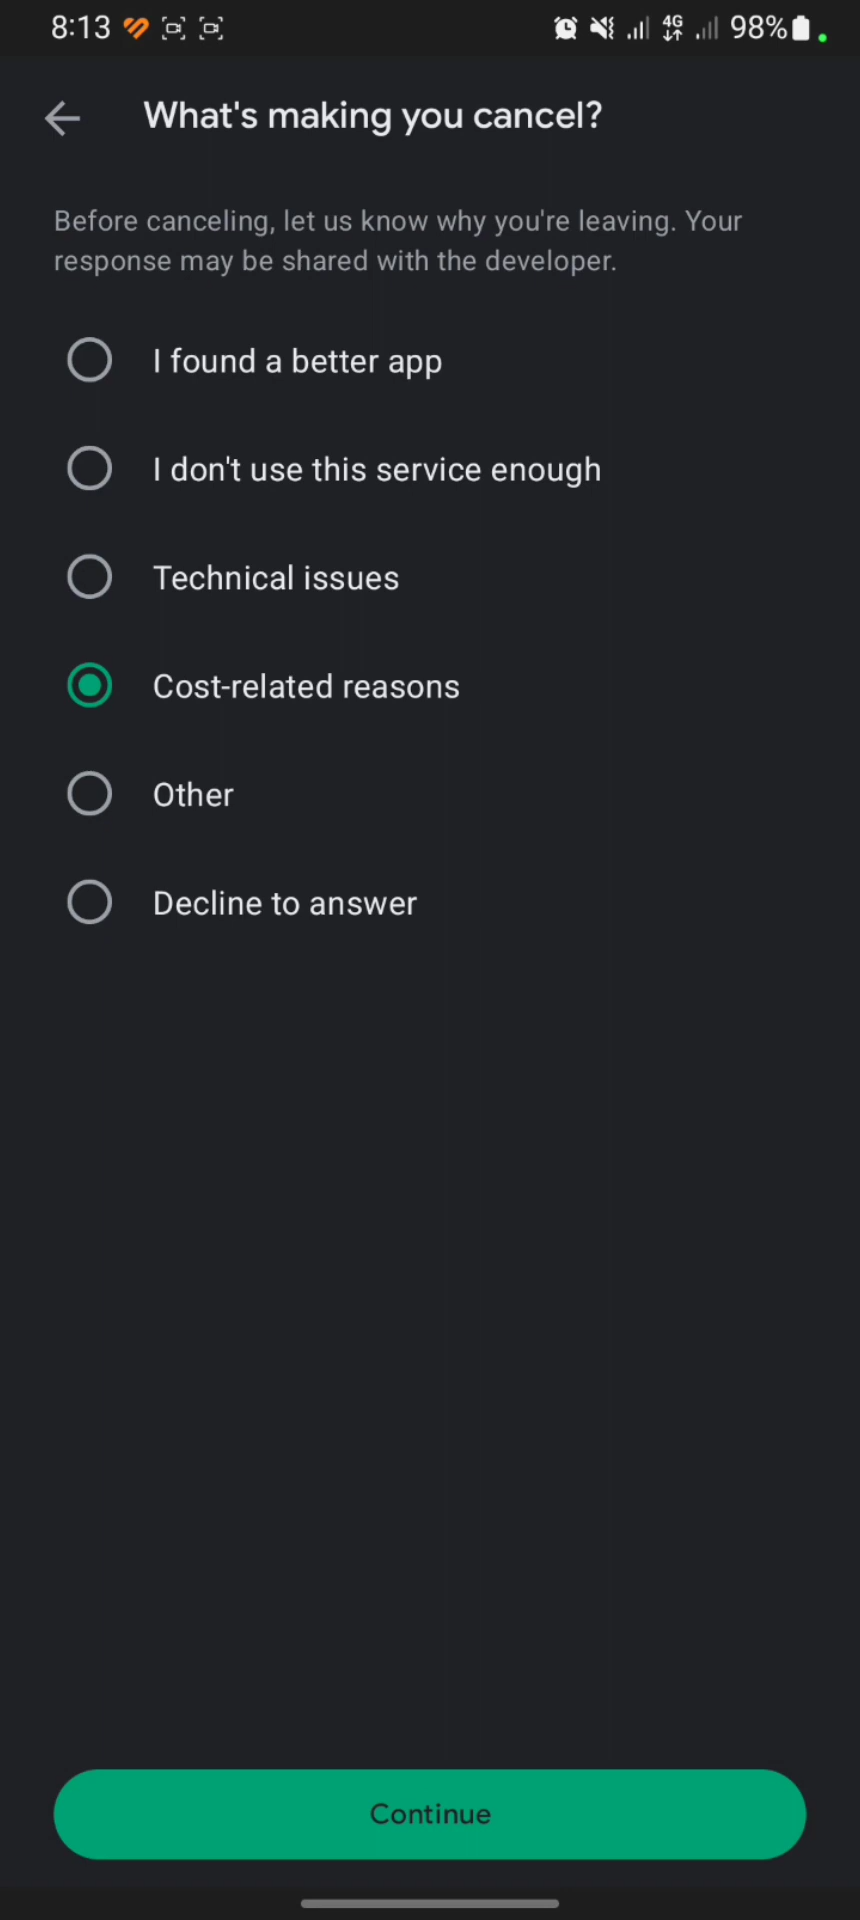 8:13 4G 98%
What's making you cancel?
Before canceling, let us know why you're leaving. Your
response may be shared with the developer.
I found a better app
I don't use this service enough
Technical issues
Cost-related reasons
Other
Decline to answer
Continue